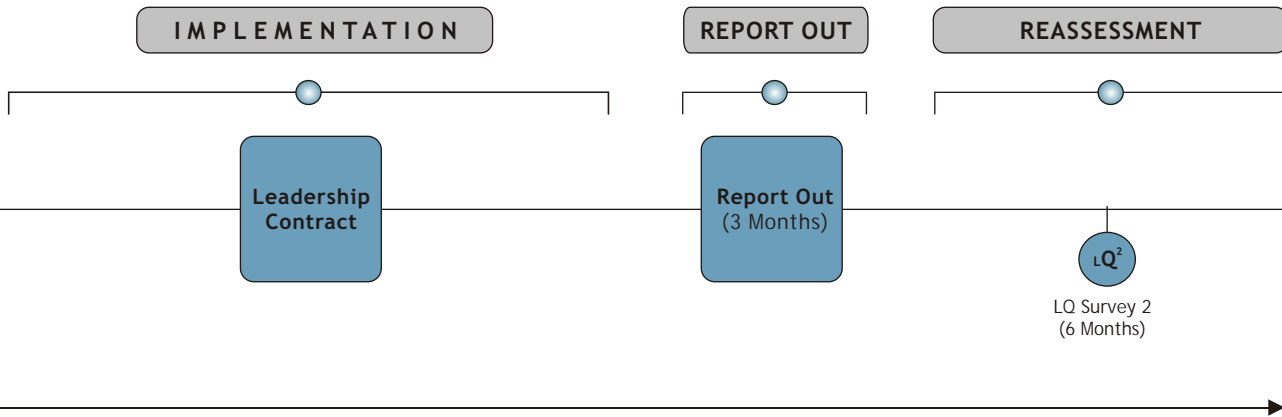 IMPLEMENTATION
REPORT OUT
REASSESSMENT
Leadership
Contract
Report Out
(3 Months)
LQ²
LQ Survey 2
(6 Months)